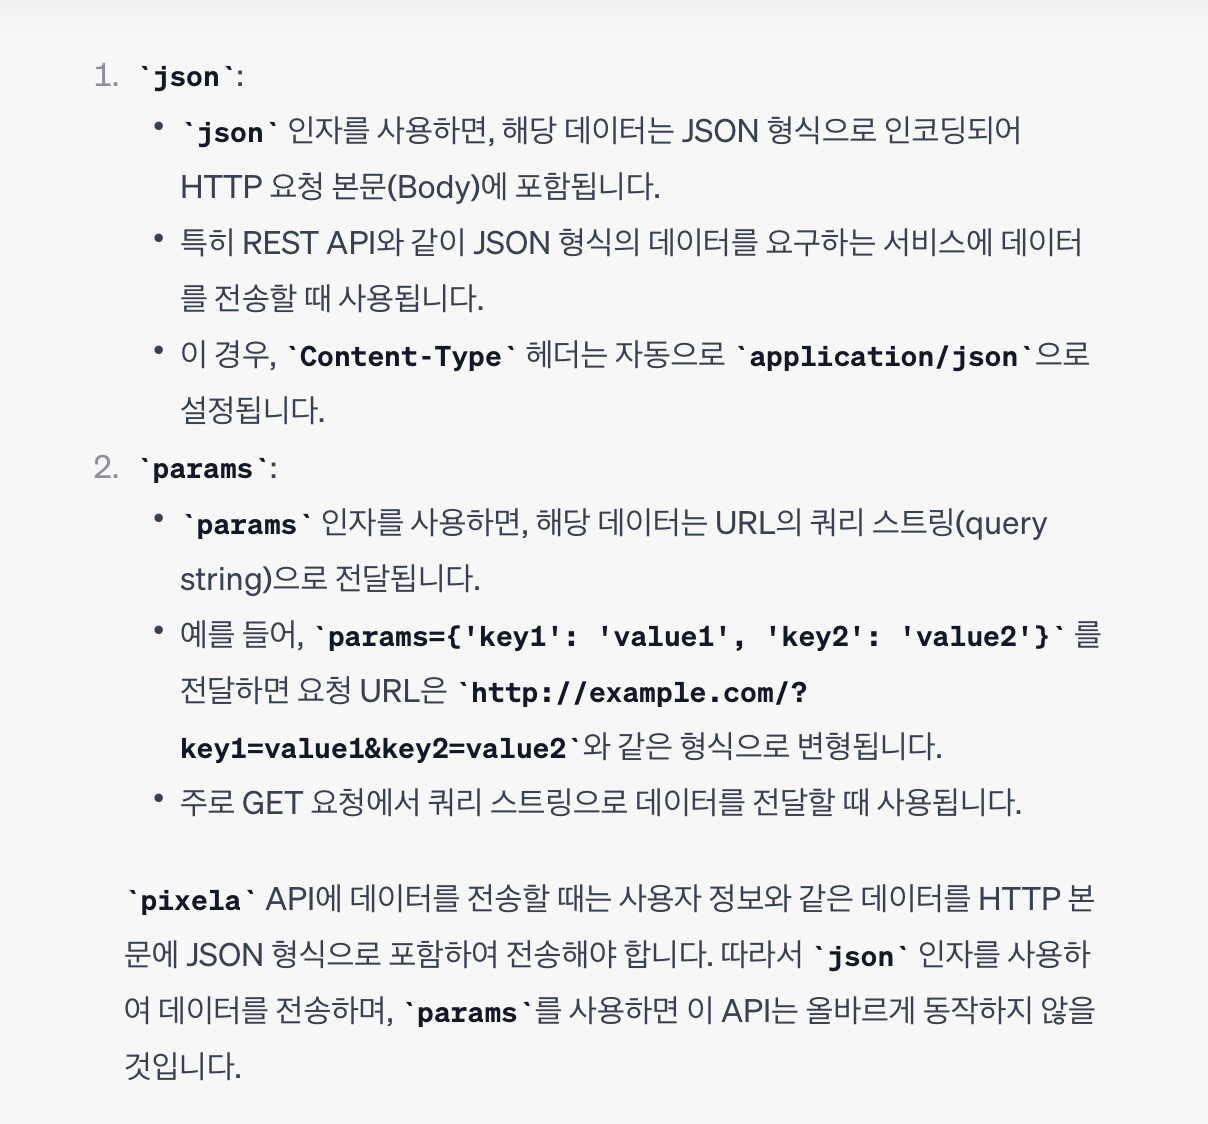 1. `json`:
• `json` 인자를 사용하면, 해당 데이터는 JSON 형식으로 인코딩되어
HTTP 요청 본문(Body)에 포함됩니다.
• 특히 REST API와 같이 JSON 형식의 데이터를 요구하는 서비스에 데이터
를 전송할 때 사용됩니다.
• 이 경우, `Content-Type` 헤더는 자동으로 `application/json`으로
설정됩니다.
2. `params`:
• `params` 인자를 사용하면, 해당 데이터는 URL의 쿼리 스트링(query
string)으로 전달됩니다.
• 예를 들어, `params={'key1': 'value1', 'key2': 'value2'}` 를
전달하면 요청 URL은 `http://example.com/?
key1=value1&key2=value2`와 같은 형식으로 변형됩니다.
• 주로 GET 요청에서 쿼리 스트링으로 데이터를 전달할 때 사용됩니다.
`pixela` API에 데이터를 전송할 때는 사용자 정보와 같은 데이터를 HTTP 본
문에 JSON 형식으로 포함하여 전송해야 합니다. 따라서 `json` 인자를 사용하
여 데이터를 전송하며, `params`를 사용하면 이 API는 올바르게 동작하지 않을
것입니다.